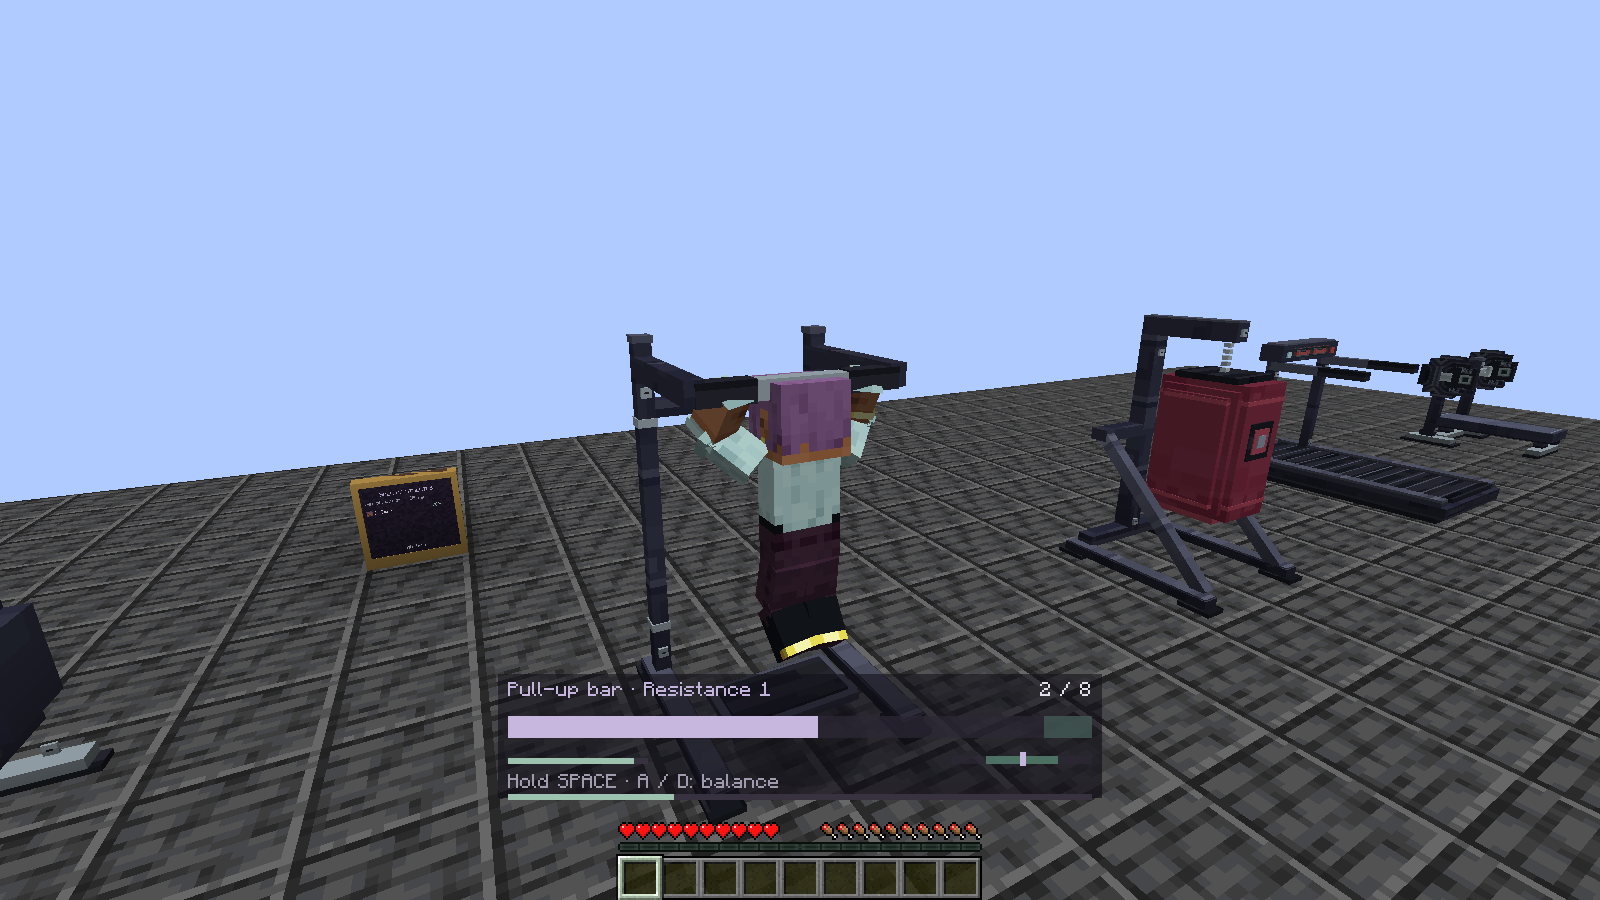 Pull-up bar · Resistance 1
2 / 8
Hold SPACE · A / D: balance